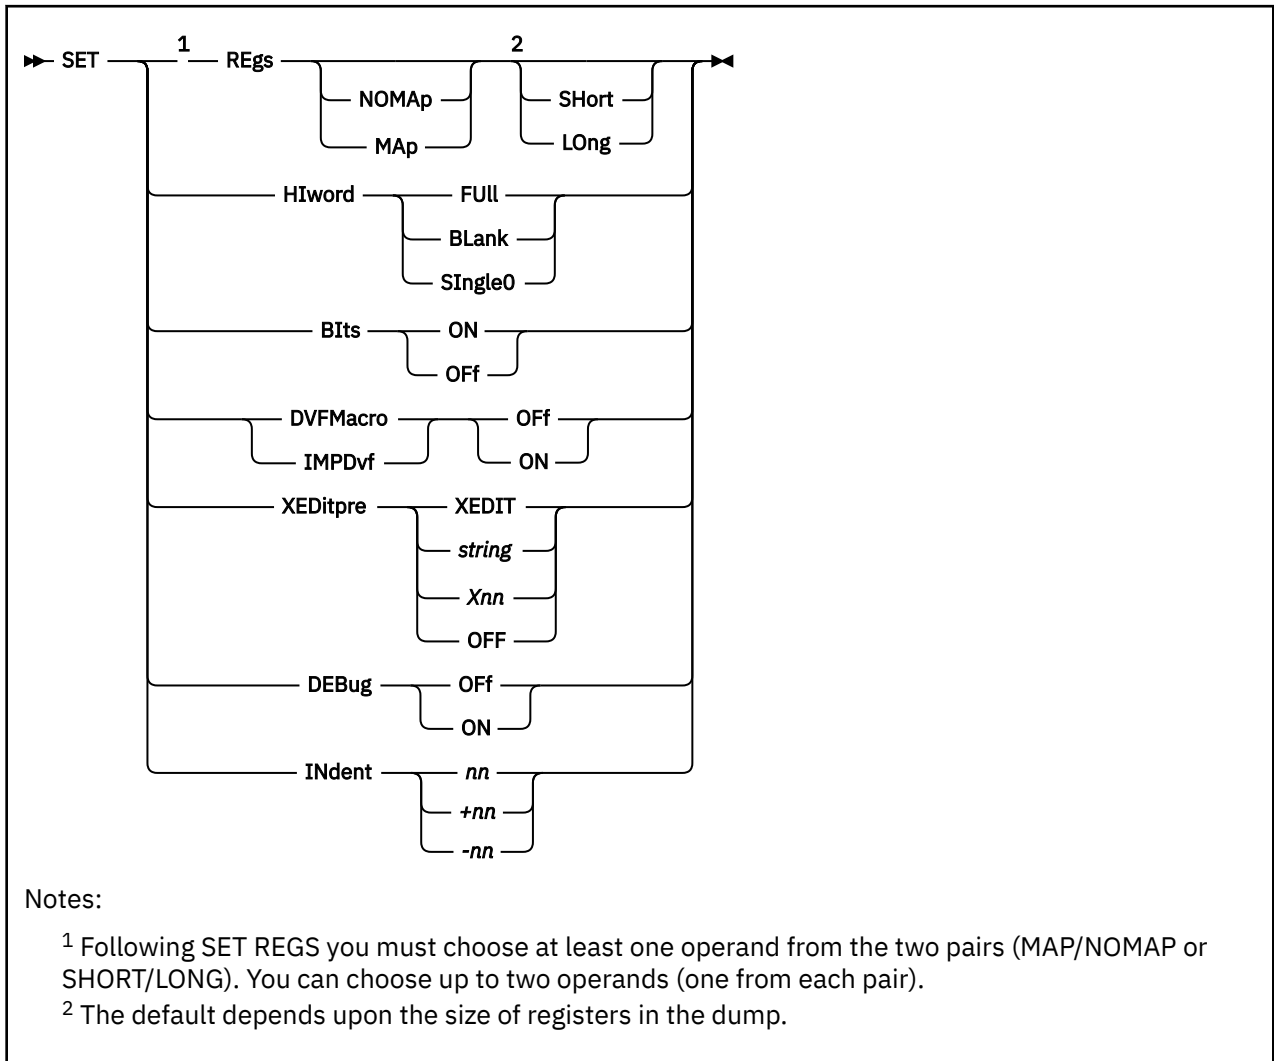 1 2
SET REgs
NOMAp SHort
MAp LOng
HIword FUll
BLank
SIngle0
BIts ON
OFf
DVFMacro OFf
IMPDvf ON
XEDitpre XEDIT
string
Xnn
OFF
DEBug OFf
ON
INdent nn
+nn
-nn
Notes:
1 Following SET REGS you must choose at least one operand from the two pairs (MAP/NOMAP or
SHORT/LONG). You can choose up to two operands (one from each pair).
2 The default depends upon the size of registers in the dump.